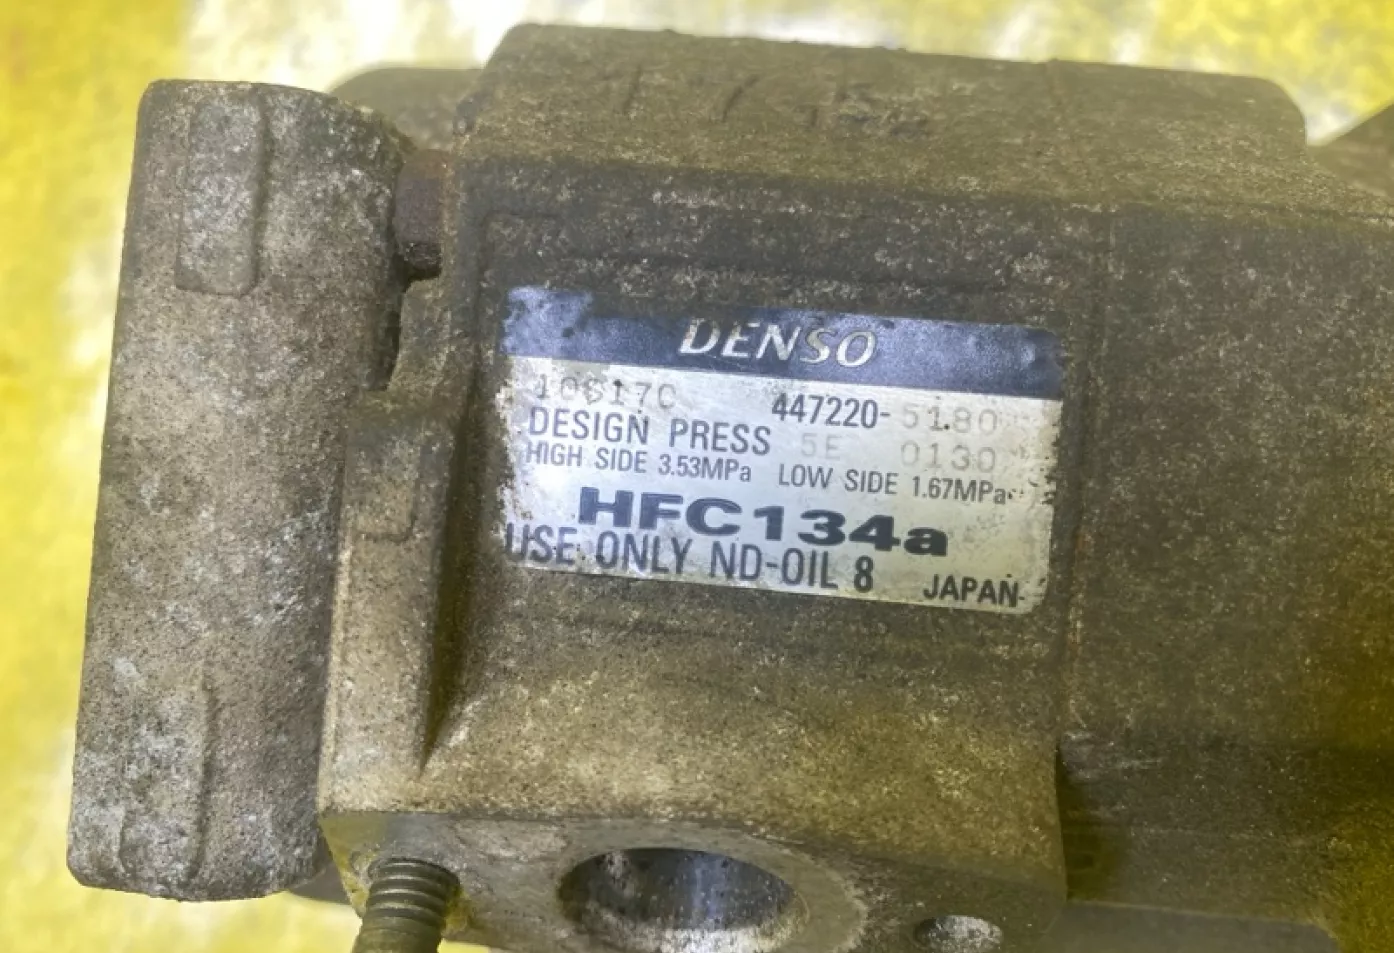 DENSO
10S17C 447220-5180
DESIGN PRESS 5E 0130
HIGH SIDE 3.53MPa LOW SIDE 1.67MPa
HFC134a
USE ONLY ND-OIL 8 JAPAN